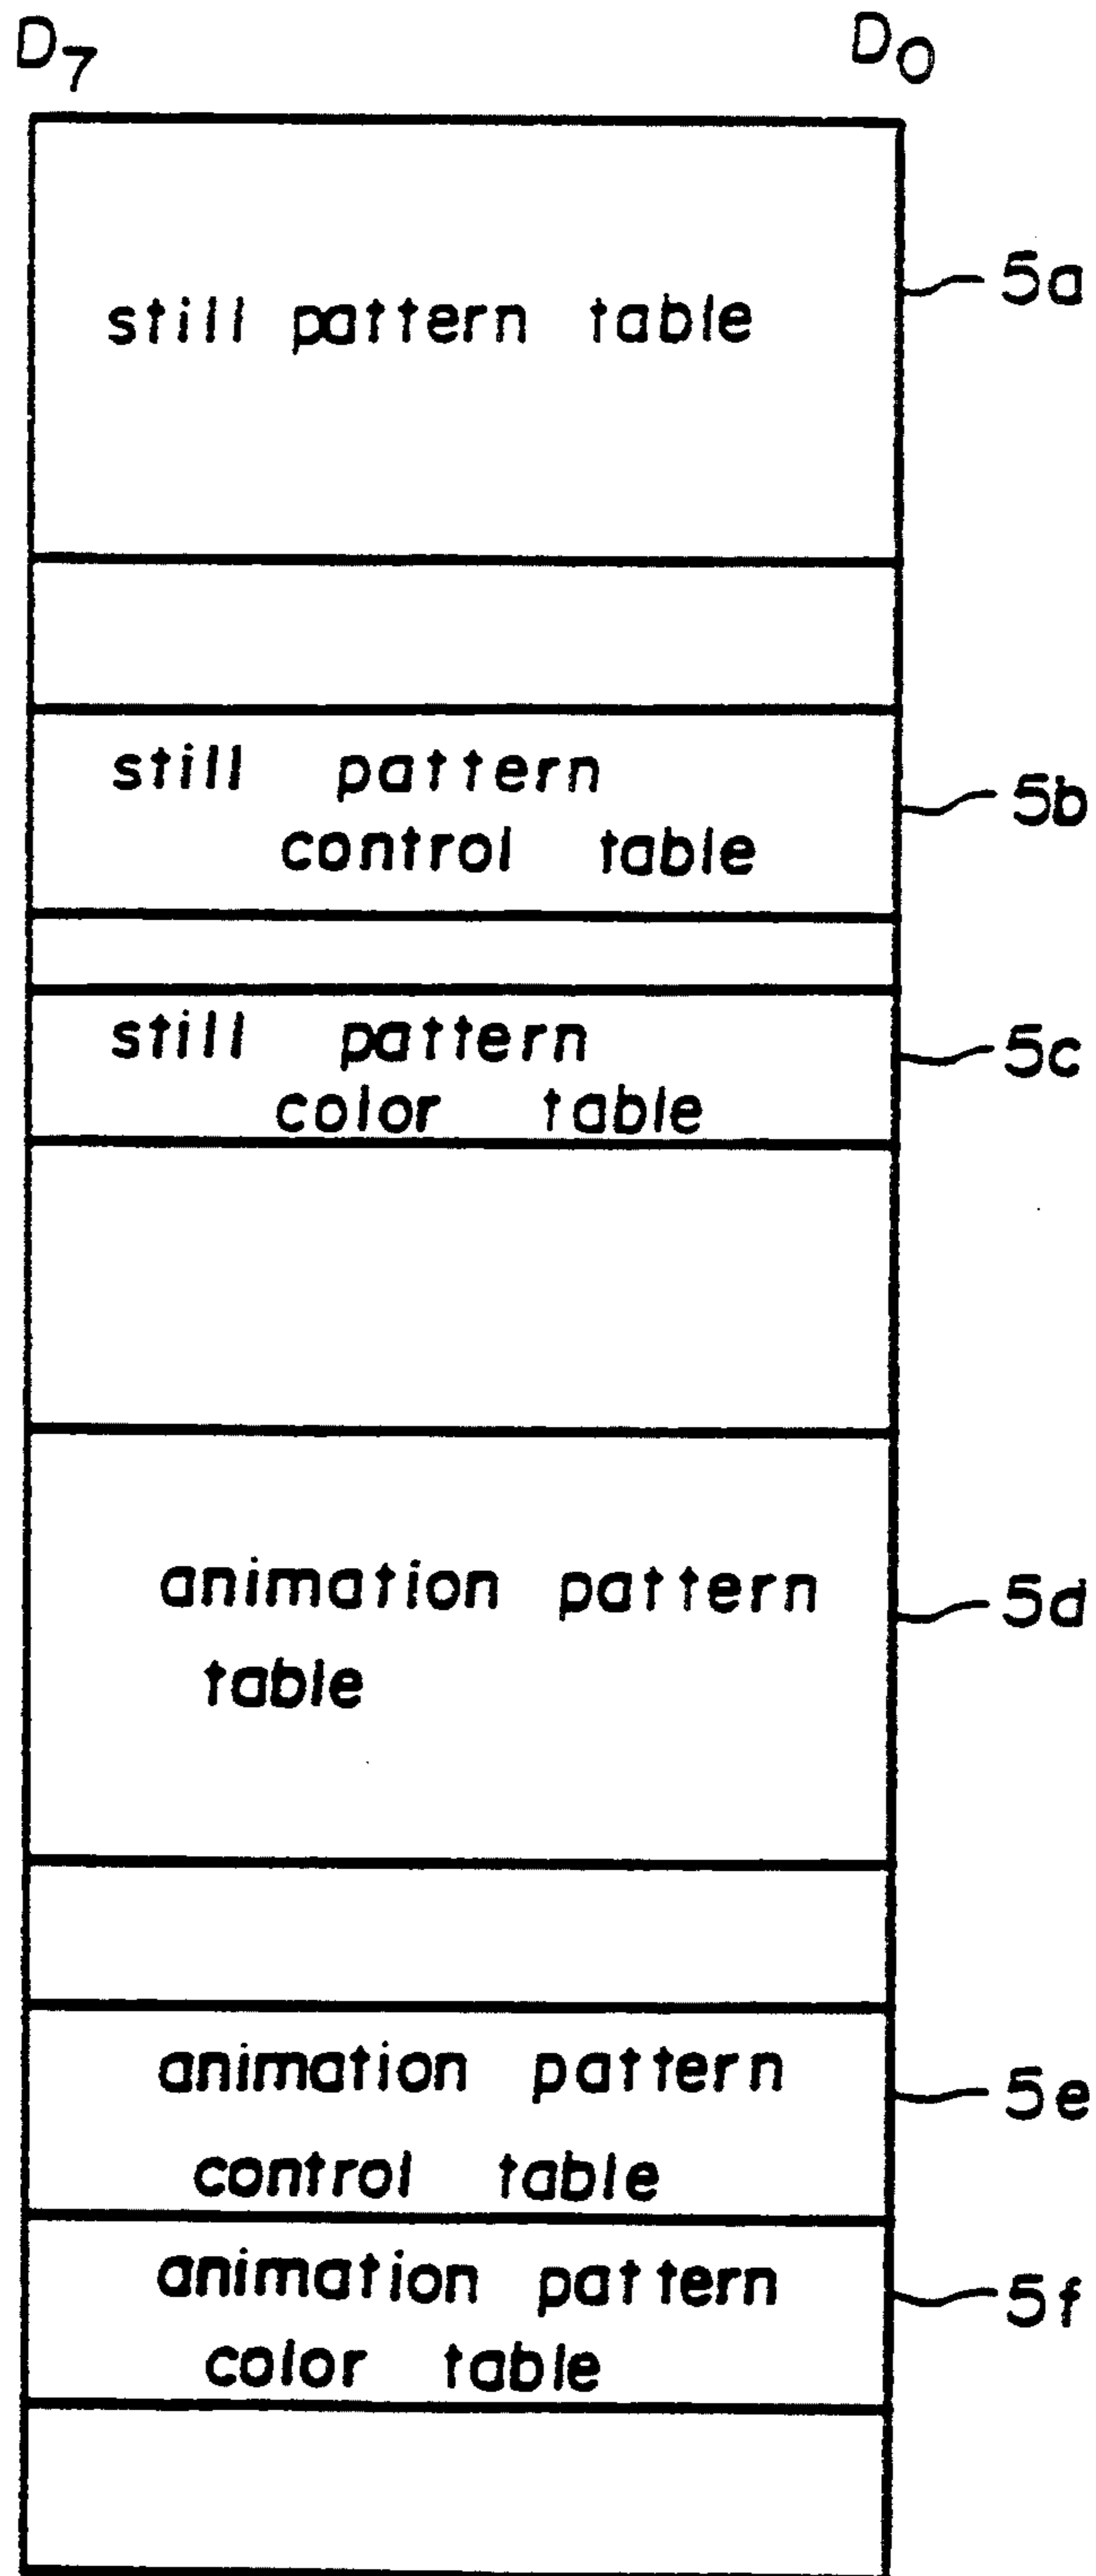 D7 D0
still pattern table 5a
still pattern
control table 5b
still pattern 5c
color table
animation pattern 5d
table
animation pattern 5e
control table
animation pattern 5f
color table